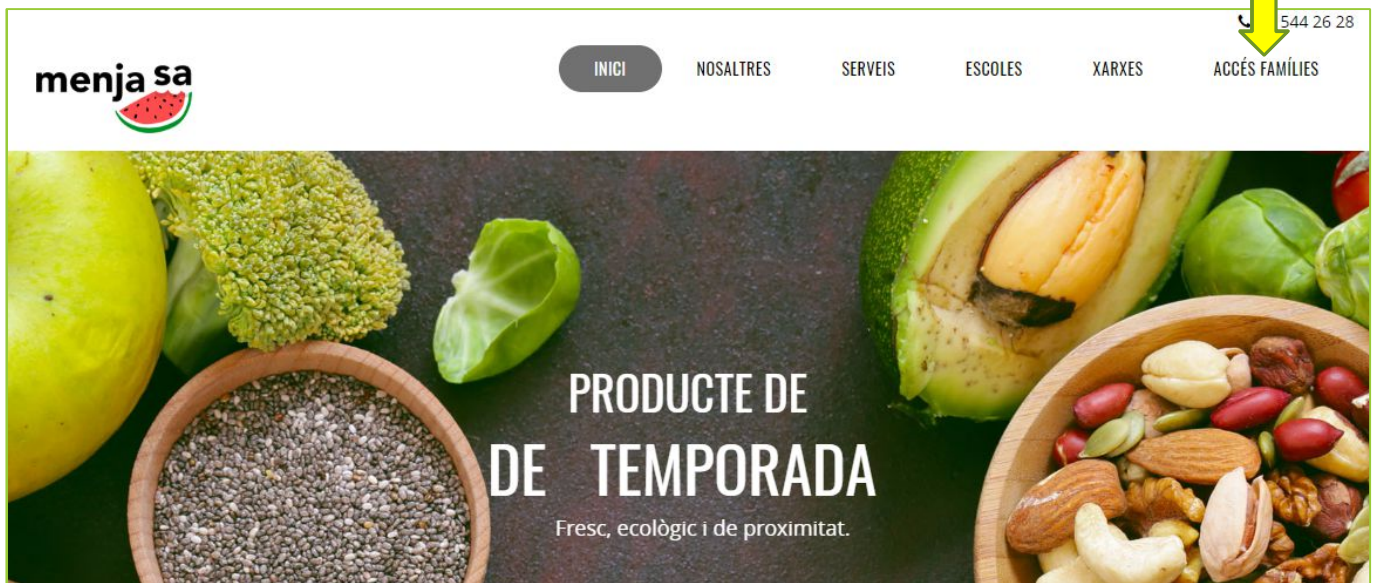 544 26 28
menja sa
INICI NOSALTRES SERVEIS ESCOLES XARXES ACCÉS FAMÍLIES
PRODUCTE DE
DE TEMPORADA
Fresc, ecològic i de proximitat.